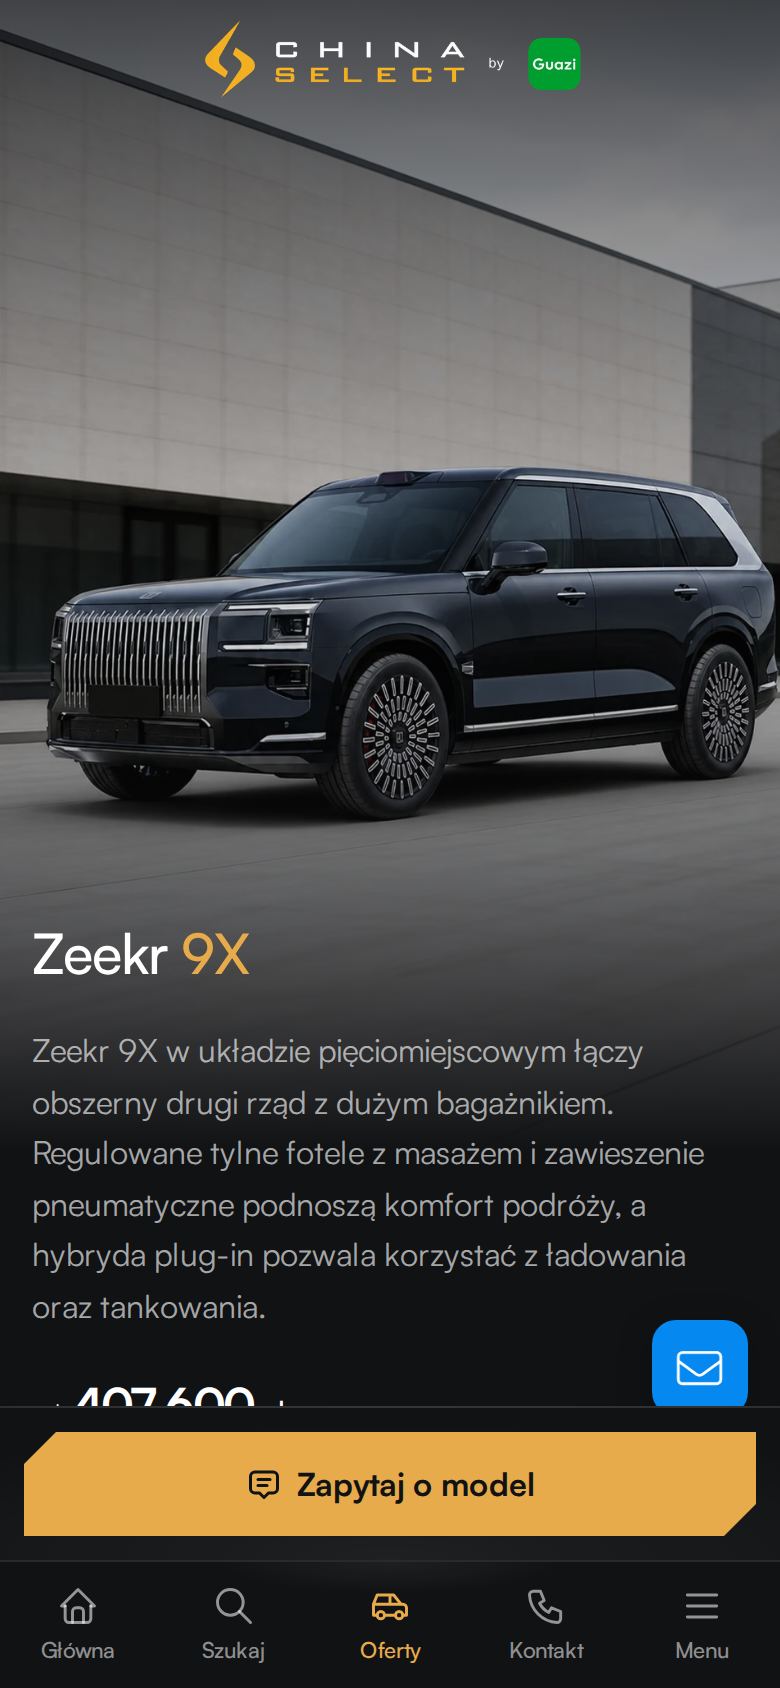 CHINA
SELECT
by
Guazi
Zeekr 9X
Zeekr 9X w układzie pięciomiejscowym łączy
obszerny drugi rząd z dużym bagażnikiem.
Regulowane tylne fotele z masażem i zawieszenie
pneumatyczne podnoszą komfort podróży, a
hybryda plug-in pozwala korzystać z ładowania
oraz tankowania.
407 600
Zapytaj o model
Główna
Szukaj
Oferty
Kontakt
Menu